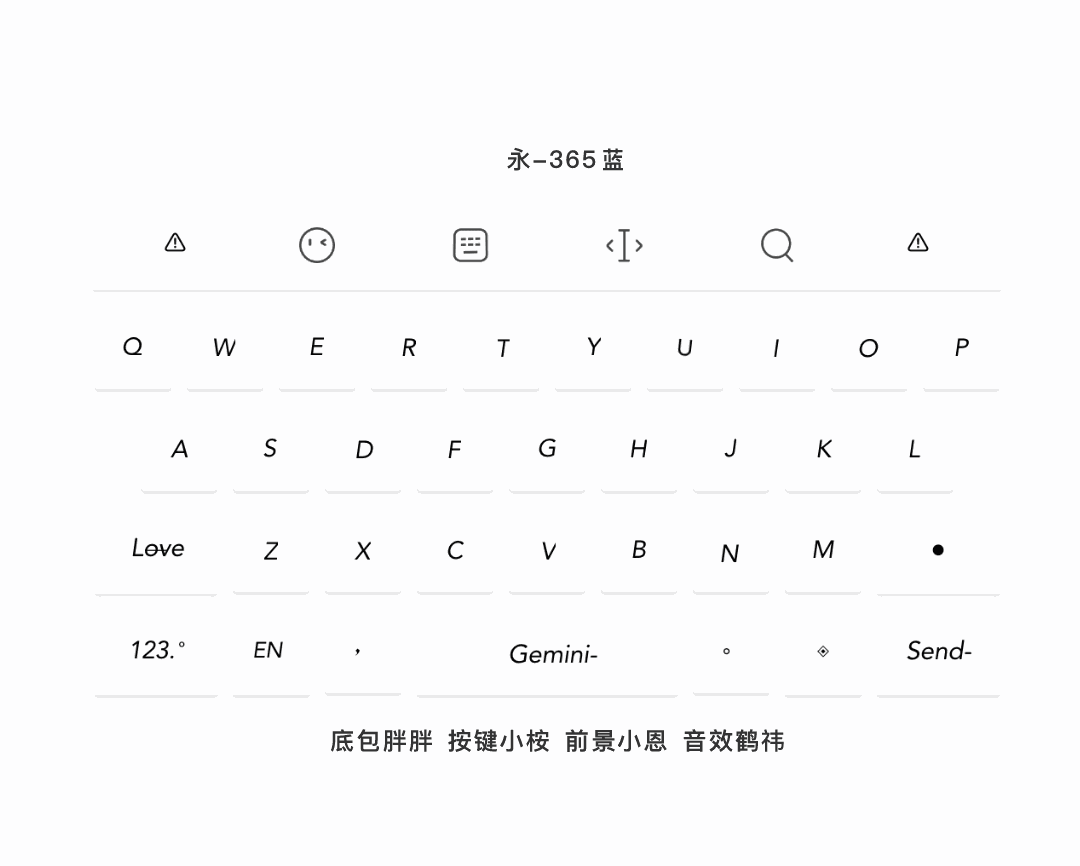 永-365蓝
Q W E R T Y U I O P
A S D F G H J K L
Love Z X C V B N M
123.° EN , Gemini- ° Send-
底包胖胖 按键小桉 前景小恩 音效鹤祎